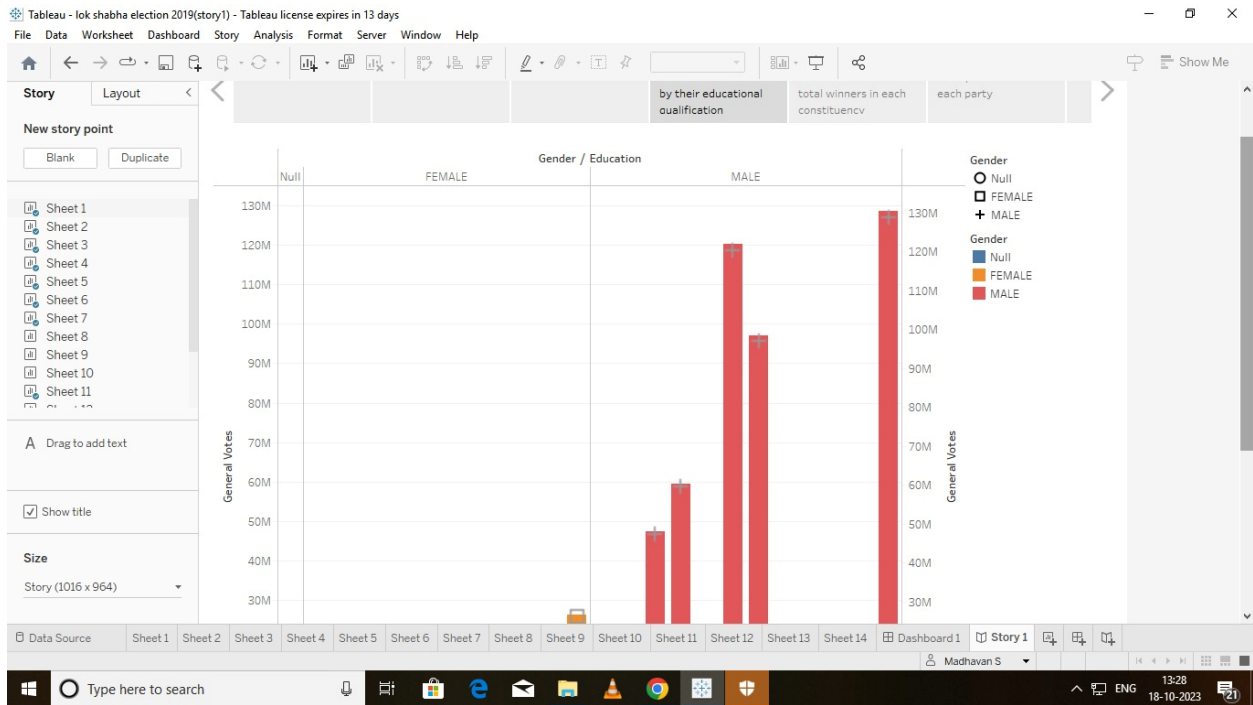 Tableau - lok shabha election 2019(story1) - Tableau license expires in 13 days
File Data Worksheet Dashboard Story Analysis Format Server Window Help
Show Me
Story Layout
New story point
Blank Duplicate
Sheet 1
Sheet 2
Sheet 3
Sheet 4
Sheet 5
Sheet 6
Sheet 7
Sheet 8
Sheet 9
Sheet 10
Sheet 11
A Drag to add text
Show title
Size
Story (1016 x 964)
by their educational
qualification
total winners in each
constituency
each party
Gender / Education
Null FEMALE MALE
General Votes
130M
120M
110M
100M
90M
80M
70M
60M
50M
40M
30M
130M
120M
110M
100M
90M
80M
70M
60M
50M
40M
30M
General Votes
Gender
Null
FEMALE
MALE
Gender
Null
FEMALE
MALE
Data Source Sheet 1 Sheet 2 Sheet 3 Sheet 4 Sheet 5 Sheet 6 Sheet 7 Sheet 8 Sheet 9 Sheet 10 Sheet 11 Sheet 12 Sheet 13 Sheet 14 Dashboard 1 Story 1
Madhavan S
Type here to search
ENG
13:28
18-10-2023
21